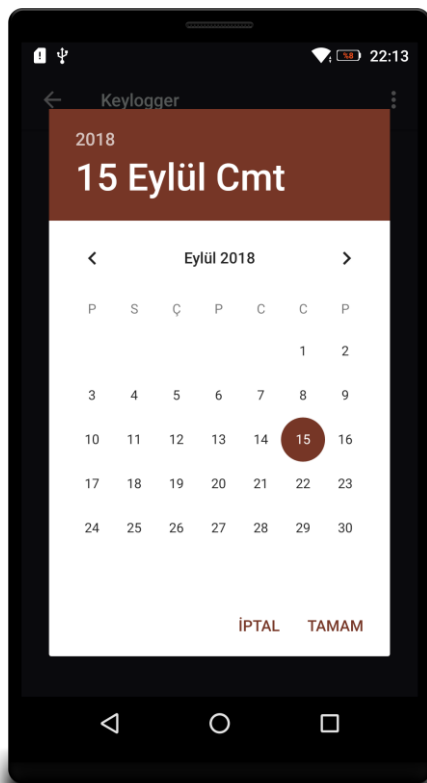 %8 22:13
Keylogger
2018
15 Eylül Cmt
Eylül 2018
P S Ç P C C P
1 2
3 4 5 6 7 8 9
10 11 12 13 14 15 16
17 18 19 20 21 22 23
24 25 26 27 28 29 30
İPTAL TAMAM